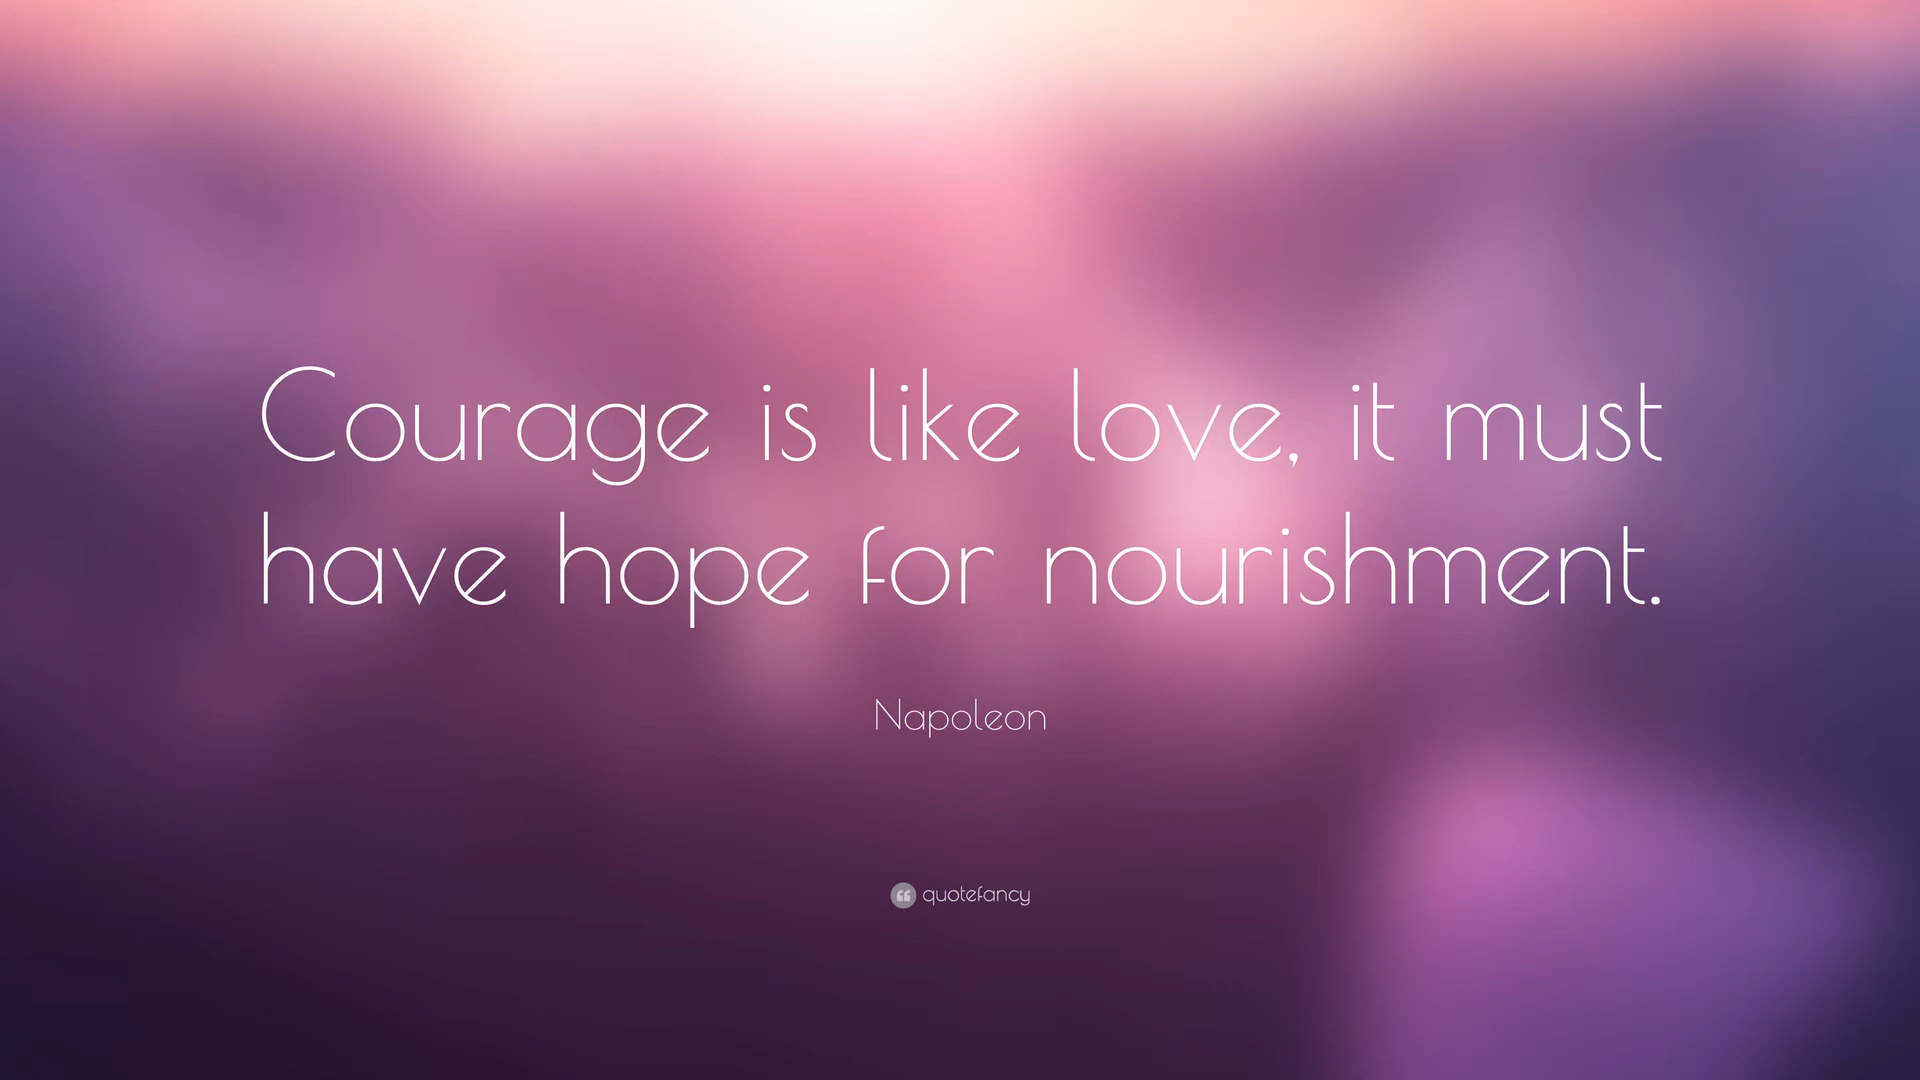 Courage is like love, it must
have hope for nourishment.
Napoleon
quotefancy